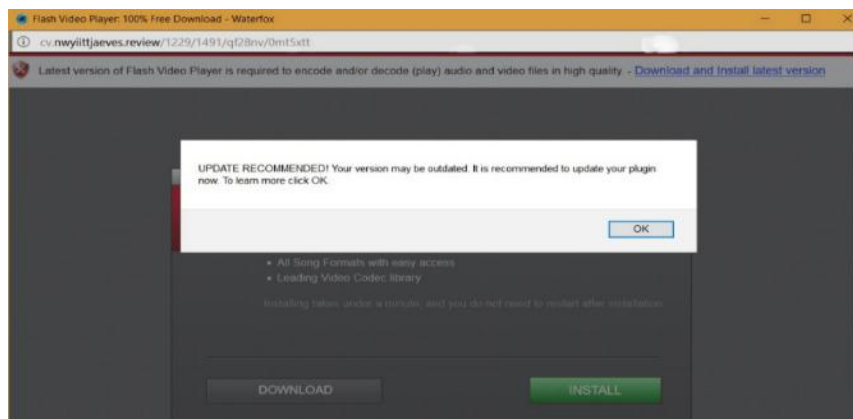 Flash Video Player: 100% Free Download - Waterfox
cv.nwyiittjaeves.review/1229/1491/qf28nv/0mt5xtt
Latest version of Flash Video Player is required to encode and/or decode (play) audio and video files in high quality. - Download and Install latest version
UPDATE RECOMMENDED! Your version may be outdated. It is recommended to update your plugin
now. To learn more click OK.
OK
• All Song Formats with easy access
• Leading Video Codec library
Installing takes under a minute, and you do not need to restart after installation
DOWNLOAD
INSTALL